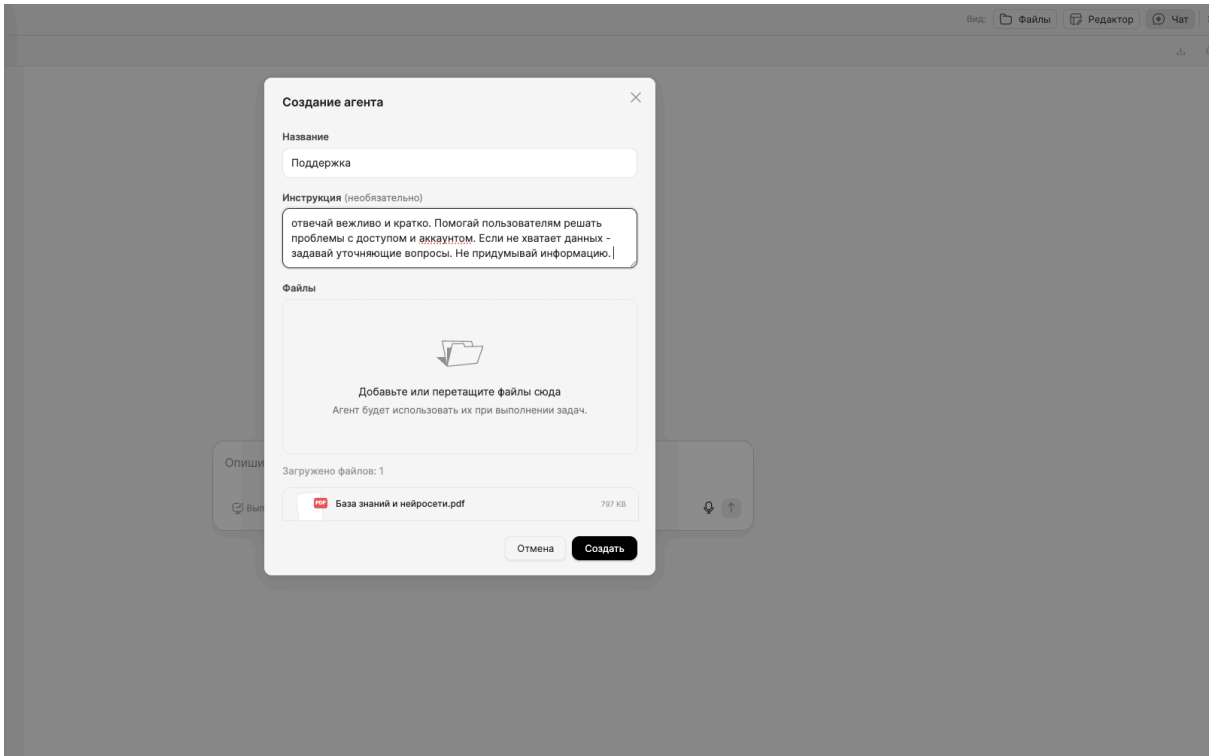 Вид: Файлы Редактор Чат
Создание агента
Название
Поддержка
Инструкция (необязательно)
отвечай вежливо и кратко. Помогай пользователям решать
проблемы с доступом и аккаунтом. Если не хватает данных -
задавай уточняющие вопросы. Не придумывай информацию.
Файлы
Добавьте или перетащите файлы сюда
Агент будет использовать их при выполнении задач.
Загружено файлов: 1
PDF База знаний и нейросети.pdf 797 KB
Отмена Создать